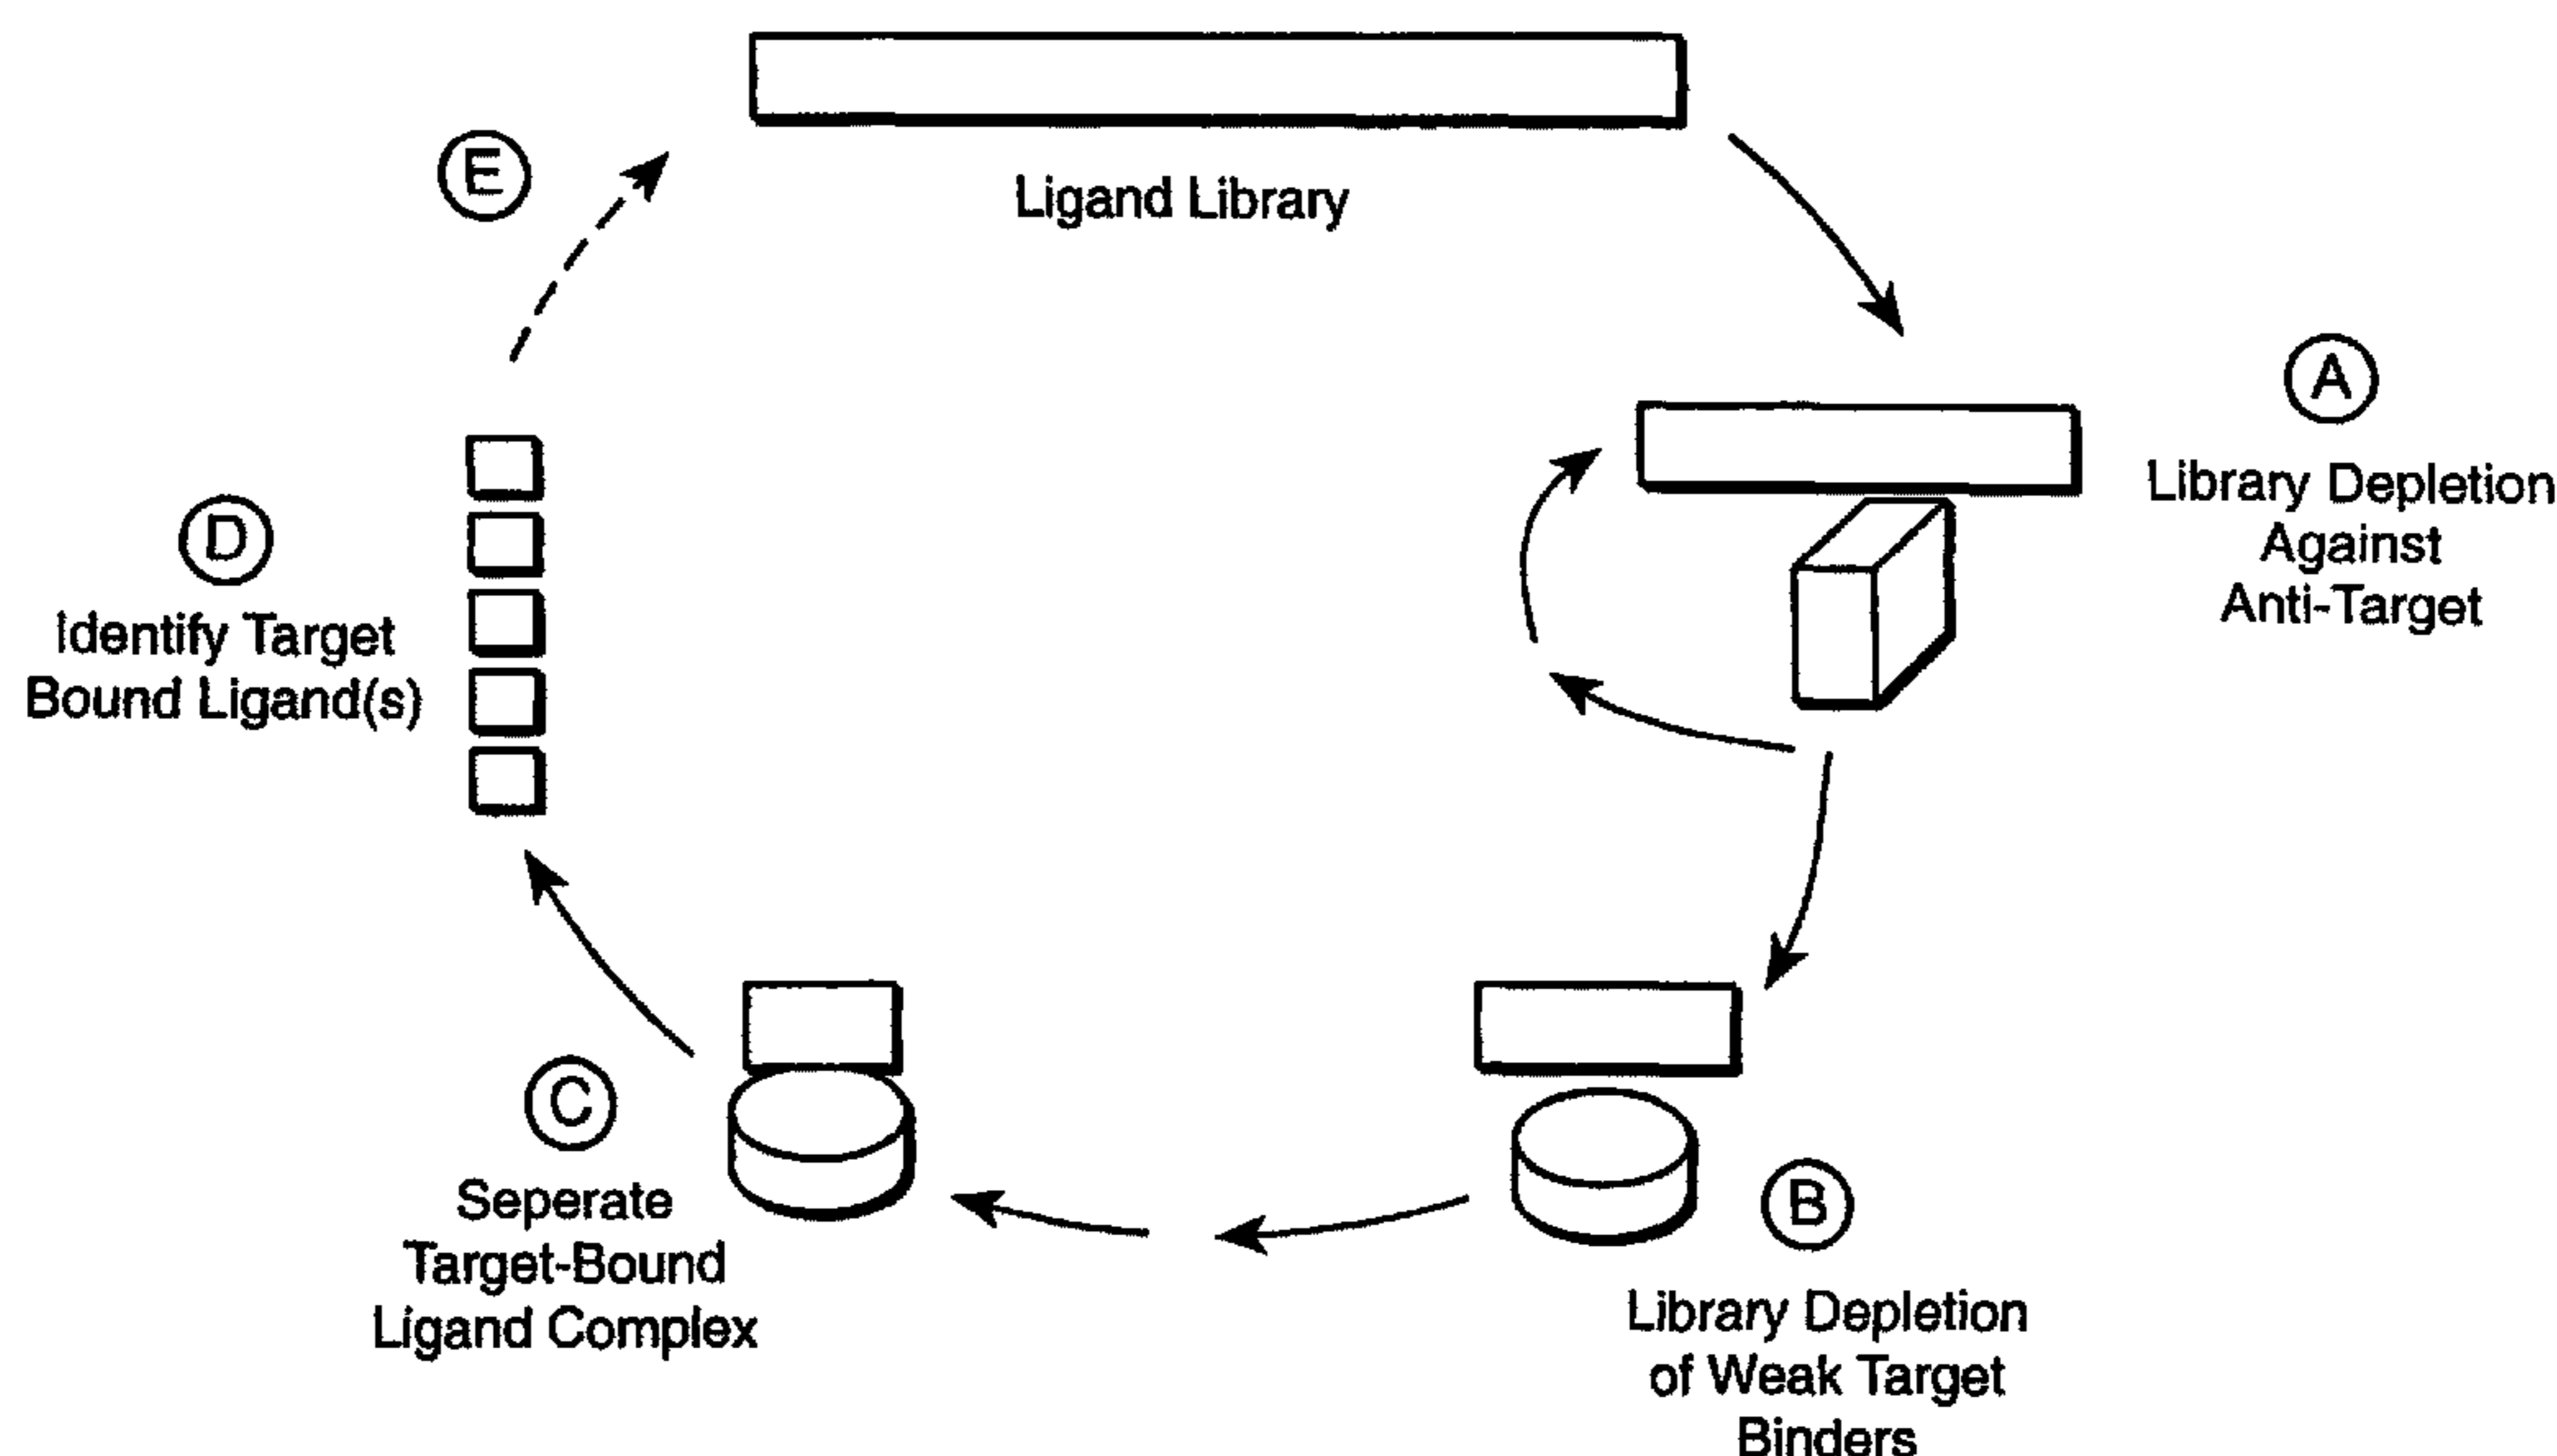 Ligand Library
A
Library Depletion
Against
Anti-Target
B
Library Depletion
of Weak Target
Binders
C
Seperate
Target-Bound
Ligand Complex
D
Identify Target
Bound Ligand(s)
E